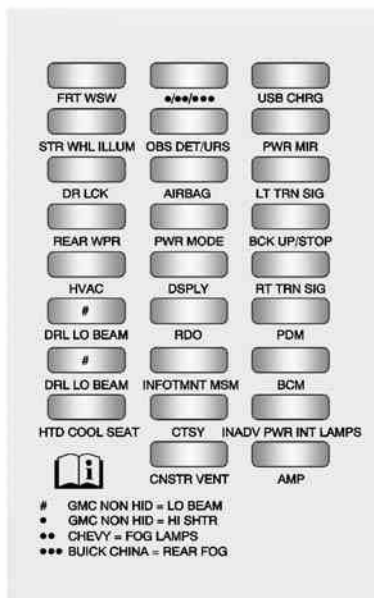 FRT WSW ●/●●/●●● USB CHRG
STR WHL ILLUM OBS DET/URS PWR MIR
DR LCK AIRBAG LT TRN SIG
REAR WPR PWR MODE BCK UP/STOP
HVAC DSPLY RT TRN SIG
#
DRL LO BEAM RDO PDM
#
DRL LO BEAM INFOTMNT MSM BCM
HTD COOL SEAT CTSY INADV PWR INT LAMPS
i
CNSTR VENT AMP
# GMC NON HID = LO BEAM
● GMC NON HID = HI SHTR
●● CHEVY = FOG LAMPS
●●● BUICK CHINA = REAR FOG